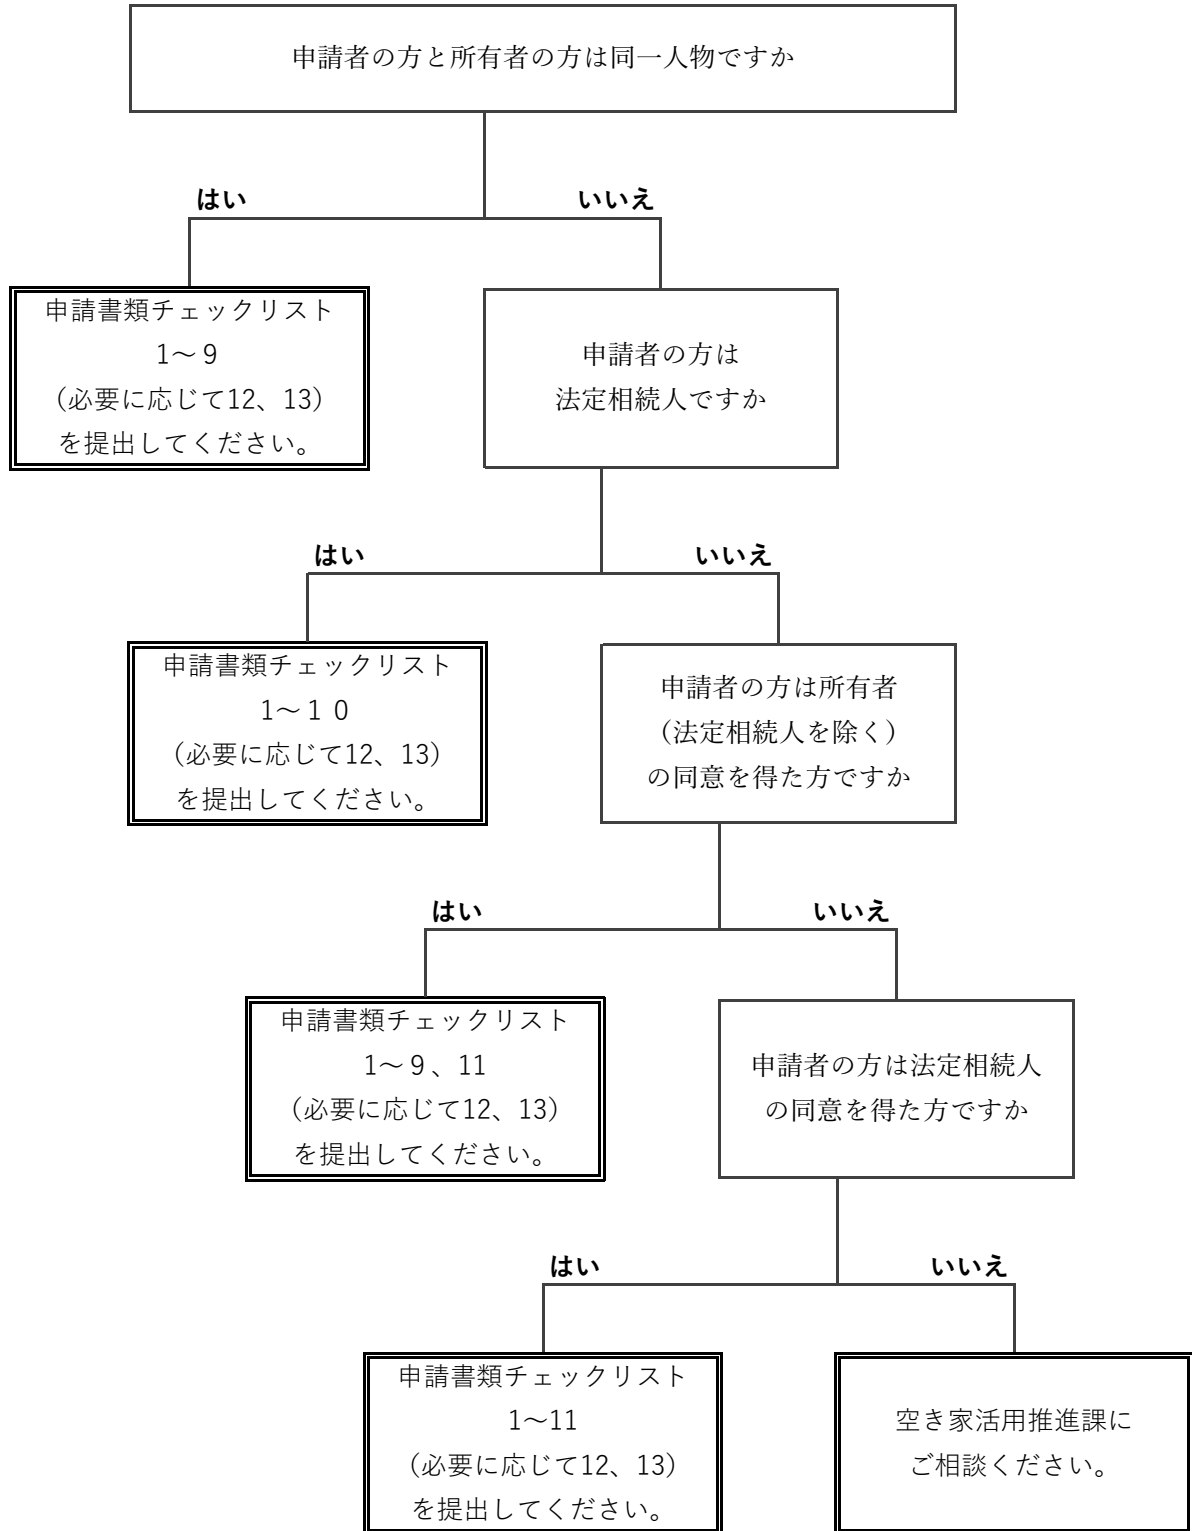 申請者の方と所有者の方は同一人物ですか
はい
いいえ
申請書類チェックリスト
1～９
（必要に応じて12、13）
を提出してください。
申請者の方は
法定相続人ですか
はい
いいえ
申請書類チェックリスト
1～１０
（必要に応じて12、13）
を提出してください。
申請者の方は所有者
（法定相続人を除く）
の同意を得た方ですか
はい
いいえ
申請書類チェックリスト
1～９、11
（必要に応じて12、13）
を提出してください。
申請者の方は法定相続人
の同意を得た方ですか
はい
いいえ
申請書類チェックリスト
1～11
（必要に応じて12、13）
を提出してください。
空き家活用推進課に
ご相談ください。